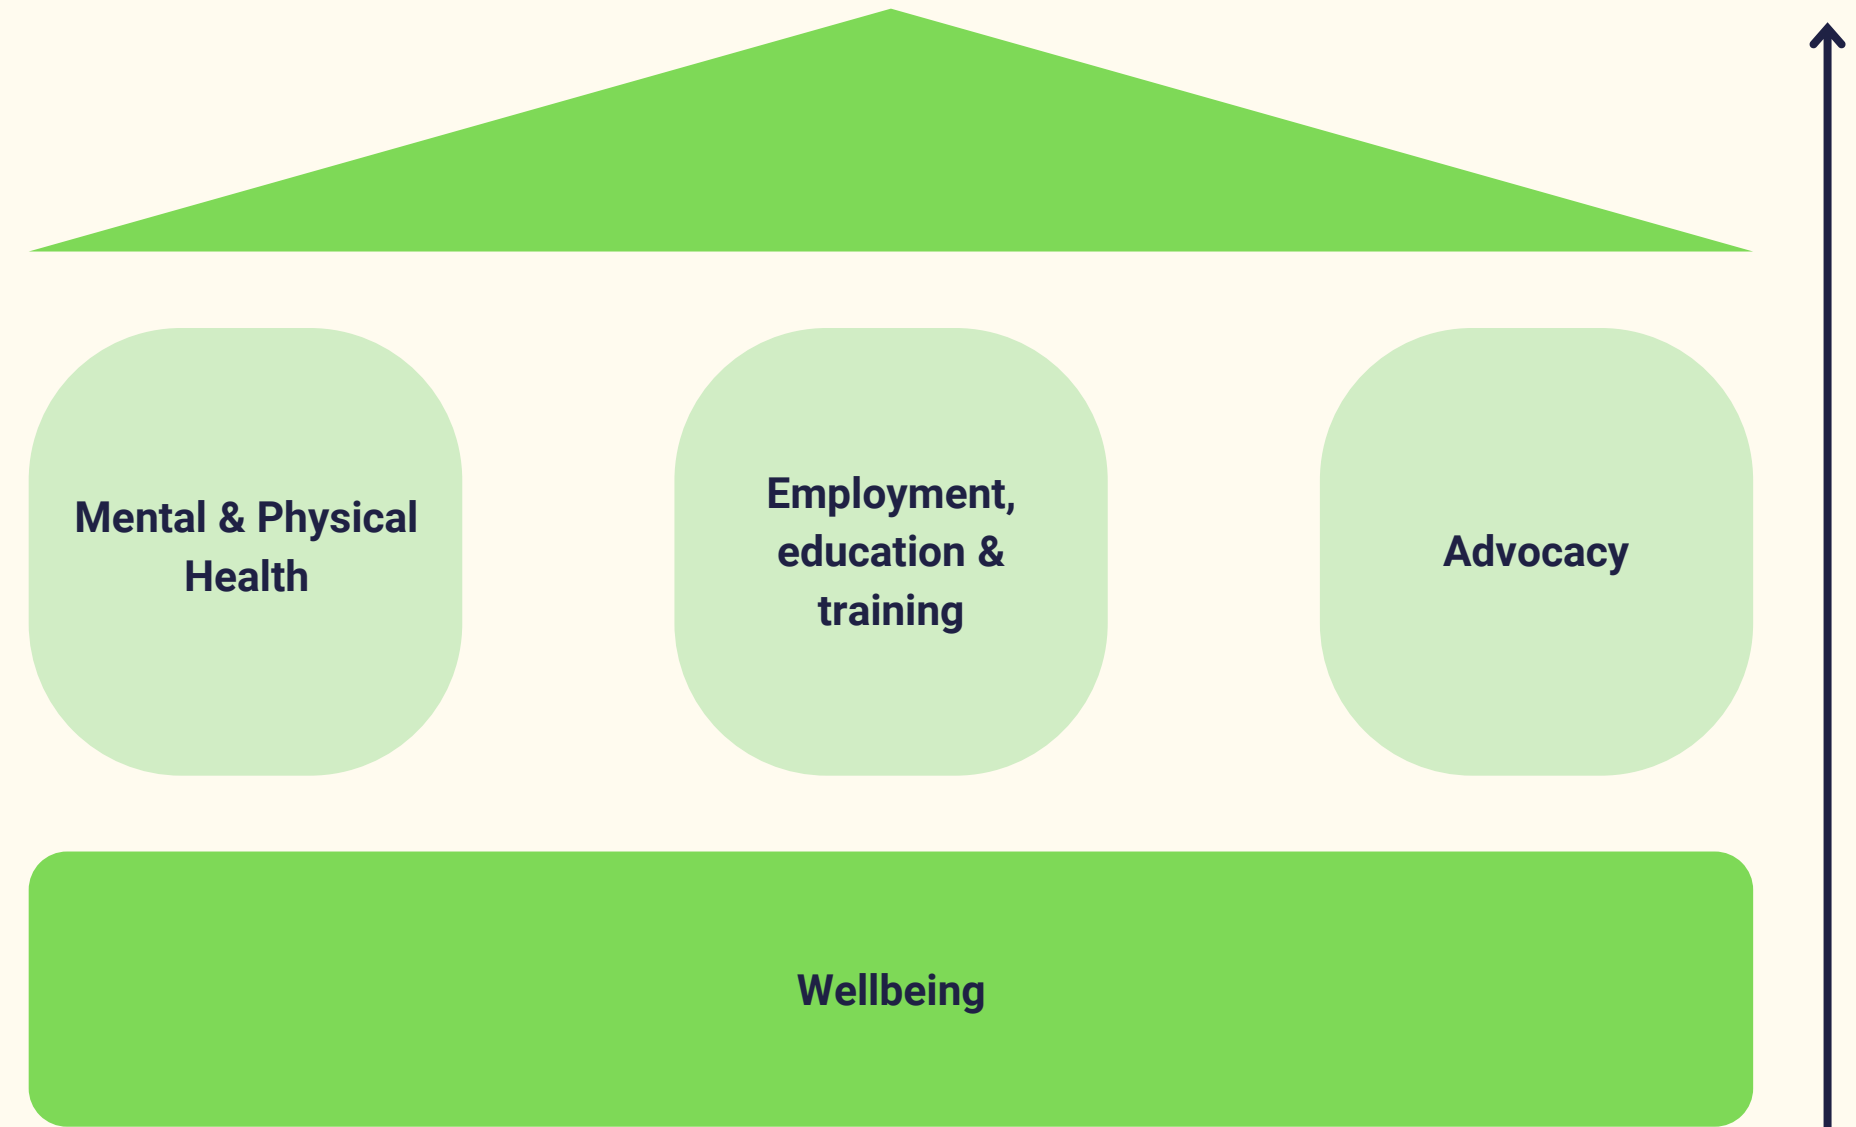 Mental & Physical
Health
Employment,
education &
training
Advocacy
Wellbeing